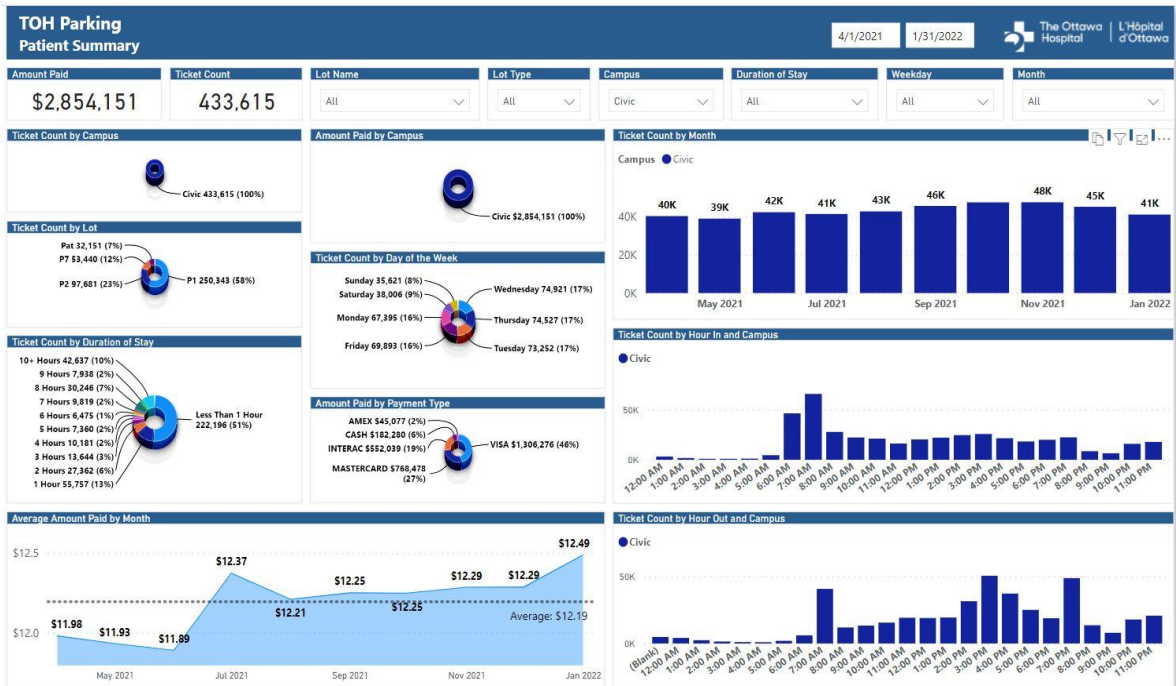 TOH Parking
Patient Summary
4/1/2021
1/31/2022
The Ottawa Hospital
L'Hôpital d'Ottawa
Amount Paid
$2,854,151
Ticket Count
433,615
Lot Name
All
Lot Type
All
Campus
Civic
Duration of Stay
All
Weekday
All
Month
All
Ticket Count by Campus
Civic 433,615 (100%)
Amount Paid by Campus
Civic $2,854,151 (100%)
Ticket Count by Month
Campus Civic
40K
39K
42K
41K
43K
46K
48K
45K
41K
40K
20K
0K
May 2021
Jul 2021
Sep 2021
Nov 2021
Jan 2022
Ticket Count by Lot
Pat 32,151 (7%)
P7 53,440 (12%)
P2 97,681 (23%)
P1 250,343 (58%)
Ticket Count by Day of the Week
Sunday 35,621 (8%)
Saturday 38,006 (9%)
Monday 67,395 (16%)
Friday 69,893 (16%)
Wednesday 74,921 (17%)
Thursday 74,527 (17%)
Tuesday 73,252 (17%)
Ticket Count by Duration of Stay
10+ Hours 42,637 (10%)
9 Hours 7,938 (2%)
8 Hours 30,246 (7%)
7 Hours 9,819 (2%)
6 Hours 6,475 (1%)
5 Hours 7,360 (2%)
4 Hours 10,181 (2%)
3 Hours 13,644 (3%)
2 Hours 27,362 (6%)
1 Hour 55,757 (13%)
Less Than 1 Hour
222,196 (51%)
Amount Paid by Payment Type
AMEX $45,077 (2%)
CASH $182,280 (6%)
INTERAC $552,039 (19%)
MASTERCARD $768,478
(27%)
VISA $1,306,276 (46%)
Ticket Count by Hour In and Campus
Civic
50K
0K
12:00 AM
1:00 AM
2:00 AM
3:00 AM
4:00 AM
5:00 AM
6:00 AM
7:00 AM
8:00 AM
9:00 AM
10:00 AM
11:00 AM
12:00 PM
1:00 PM
2:00 PM
3:00 PM
4:00 PM
5:00 PM
6:00 PM
7:00 PM
8:00 PM
9:00 PM
10:00 PM
11:00 PM
Average Amount Paid by Month
$12.5
$12.0
$11.98
$11.93
$11.89
$12.37
$12.21
$12.25
$12.25
$12.29
$12.29
$12.49
Average: $12.19
May 2021
Jul 2021
Sep 2021
Nov 2021
Jan 2022
Ticket Count by Hour Out and Campus
Civic
50K
0K
(Blank)
12:00 AM
1:00 AM
2:00 AM
3:00 AM
4:00 AM
5:00 AM
6:00 AM
7:00 AM
8:00 AM
9:00 AM
10:00 AM
11:00 AM
12:00 PM
1:00 PM
2:00 PM
3:00 PM
4:00 PM
5:00 PM
6:00 PM
7:00 PM
8:00 PM
9:00 PM
10:00 PM
11:00 PM